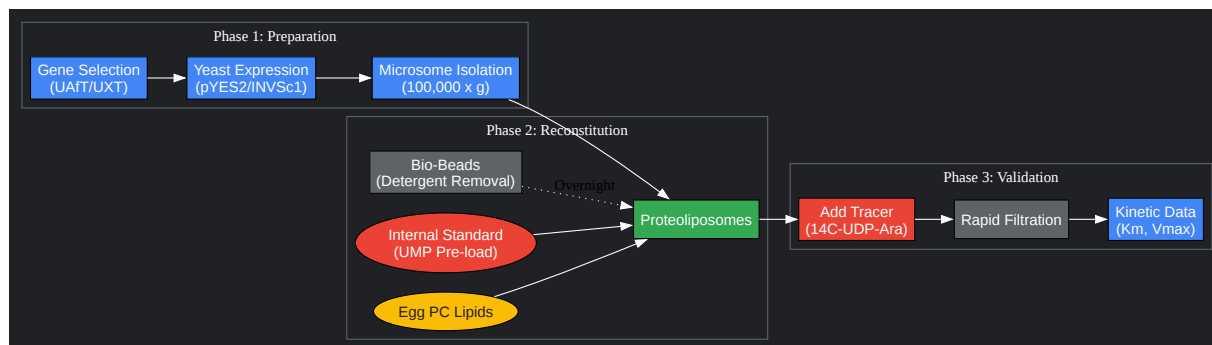 Phase 1: Preparation
Gene Selection
(UAfT/UXT)
Yeast Expression
(pYES2/INVSc1)
Microsome Isolation
(100,000 x g)
Phase 2: Reconstitution
Bio-Beads
(Detergent Removal)
Overnight
Internal Standard
(UMP Pre-load)
Egg PC Lipids
Proteoliposomes
Phase 3: Validation
Add Tracer
(14C-UDP-Ara)
Rapid Filtration
Kinetic Data
(Km, Vmax)